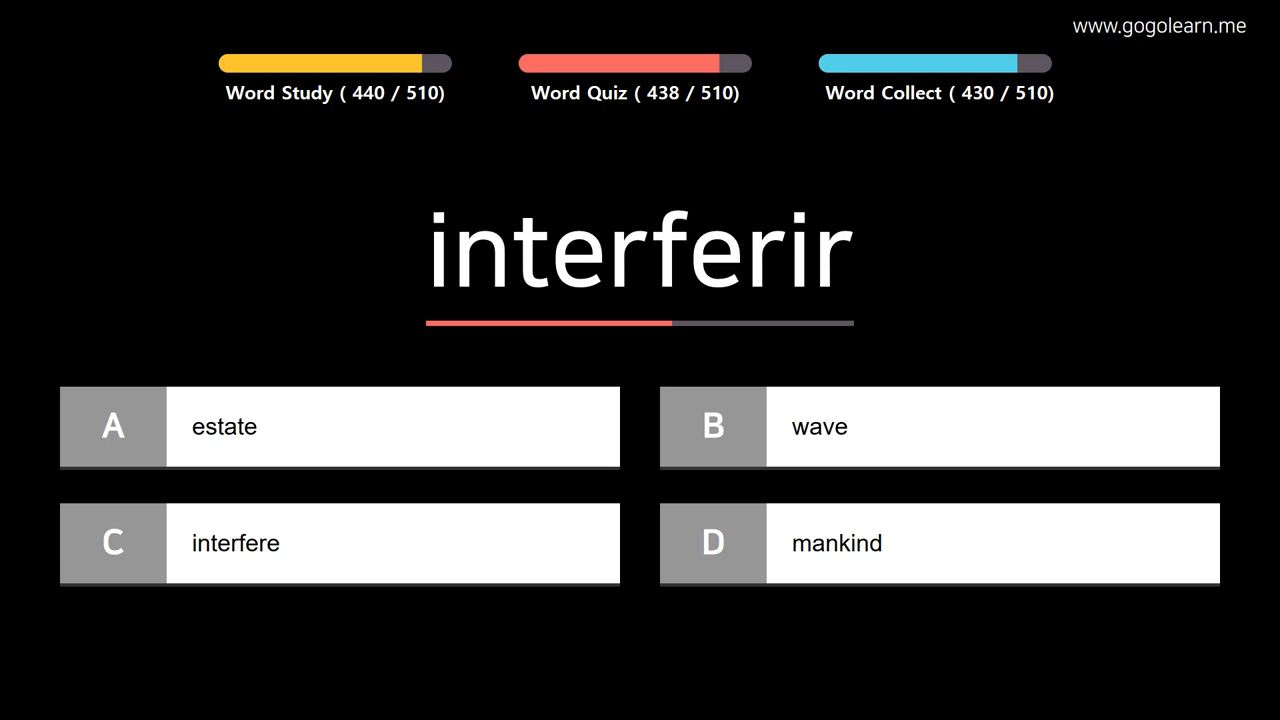 www.gogolearn.me
Word Study ( 440 / 510)
Word Quiz ( 438 / 510)
Word Collect ( 430 / 510)
interferir
A estate
B wave
C interfere
D mankind